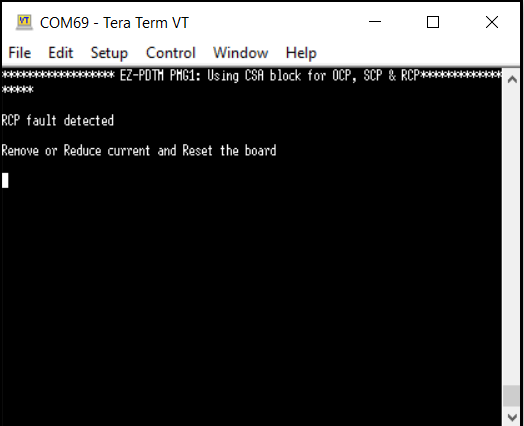 COM69 - Tera Term VT
File Edit Setup Control Window Help
******************* EZ-PDTM PMG1: Using CSA block for OCP, SCP & RCP**************
*****
RCP fault detected
Remove or Reduce current and Reset the board